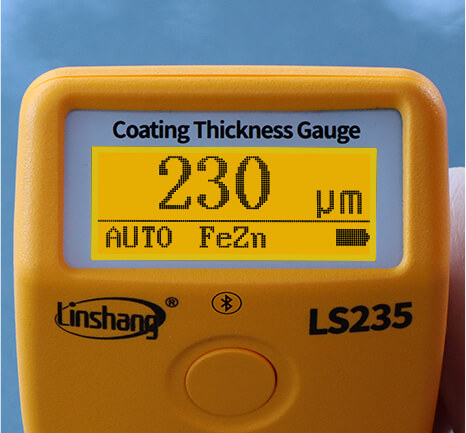 Coating Thickness Gauge
230 μm
AUTO FeZn
Linshang®
LS235